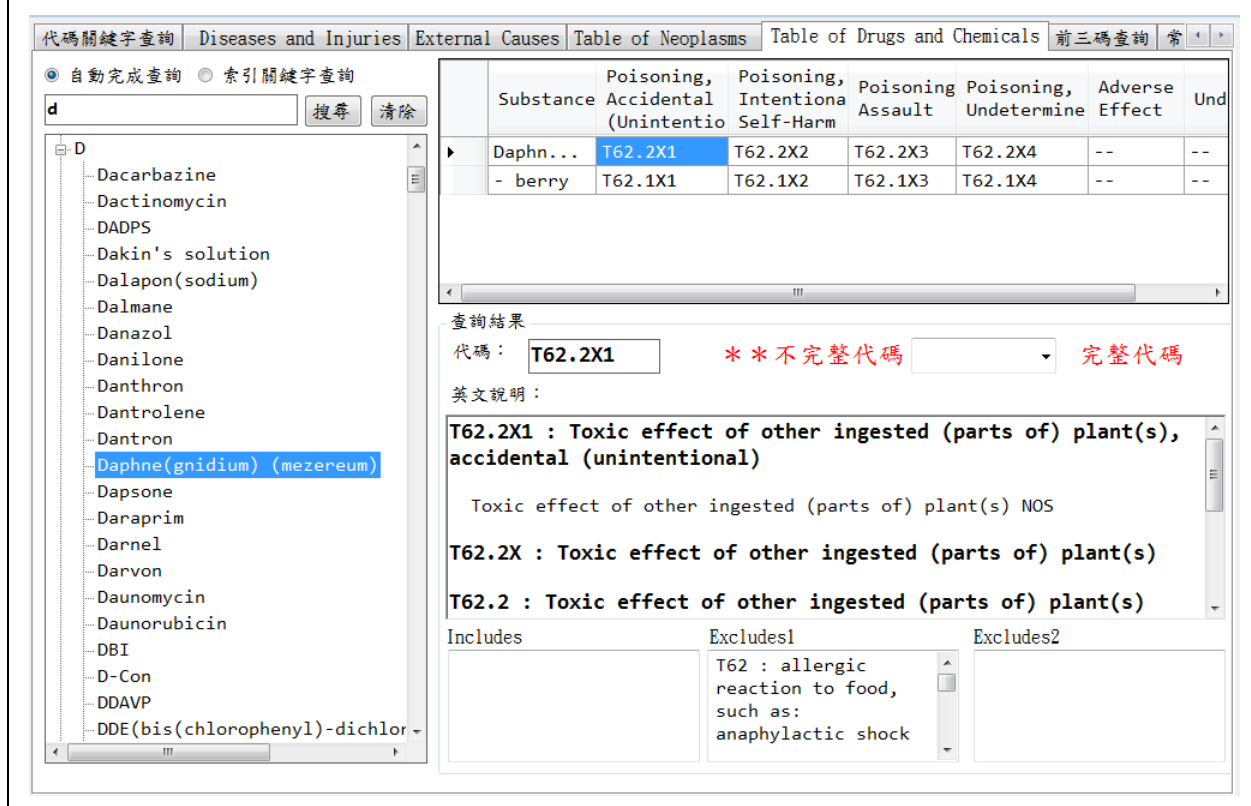 代碼關鍵字查詢 Diseases and Injuries External Causes Table of Neoplasms Table of Drugs and Chemicals 前三碼查詢 常
自動完成查詢 索引關鍵字查詢
d 搜尋 清除
D
Dacarbazine
Dactinomycin
DADPS
Dakin's solution
Dalapon(sodium)
Dalmane
Danazol
Danilone
Danthron
Dantrolene
Dantron
Daphne(gnidium) (mezereum)
Dapsone
Daraprim
Darnel
Darvon
Daunomycin
Daunorubicin
DBI
D-Con
DDAVP
DDE(bis(chlorophenyl)-dichlor
Substance Poisoning, Accidental (Unintentio Poisoning, Intentiona Self-Harm Poisoning Assault Poisoning, Undetermine Adverse Effect Und
Daphn... T62.2X1 T62.2X2 T62.2X3 T62.2X4 -- --
- berry T62.1X1 T62.1X2 T62.1X3 T62.1X4 -- --
查詢結果
代碼： T62.2X1 ＊＊不完整代碼 完整代碼
英文說明：
T62.2X1 : Toxic effect of other ingested (parts of) plant(s),
accidental (unintentional)
Toxic effect of other ingested (parts of) plant(s) NOS
T62.2X : Toxic effect of other ingested (parts of) plant(s)
T62.2 : Toxic effect of other ingested (parts of) plant(s)
Includes Excludes1 Excludes2
T62 : allergic
reaction to food,
such as:
anaphylactic shock